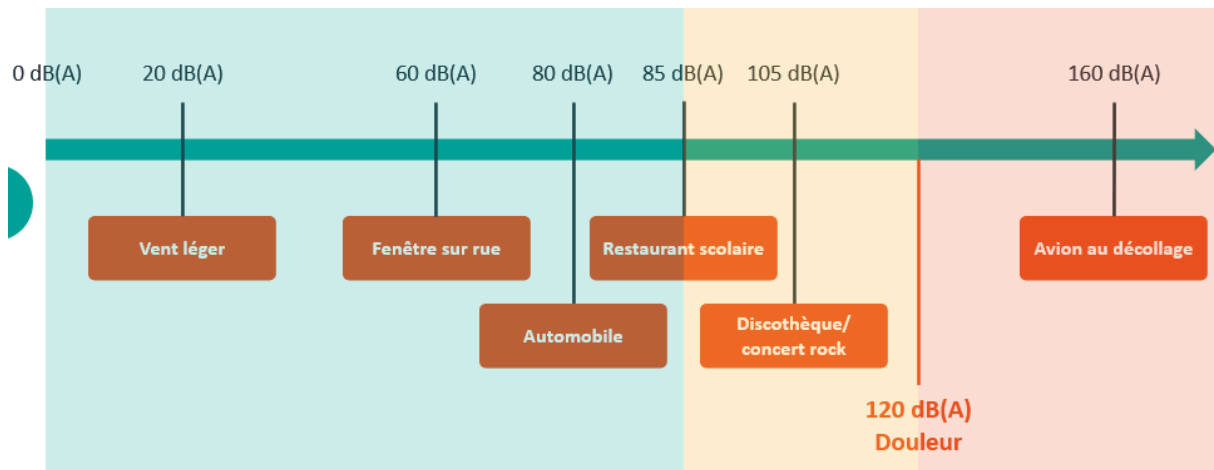 0 dB(A) 20 dB(A) 60 dB(A) 80 dB(A) 85 dB(A) 105 dB(A) 160 dB(A)
Vent léger Fenêtre sur rue Restaurant scolaire Avion au décollage
Automobile
Discothèque/
concert rock
120 dB(A)
Douleur